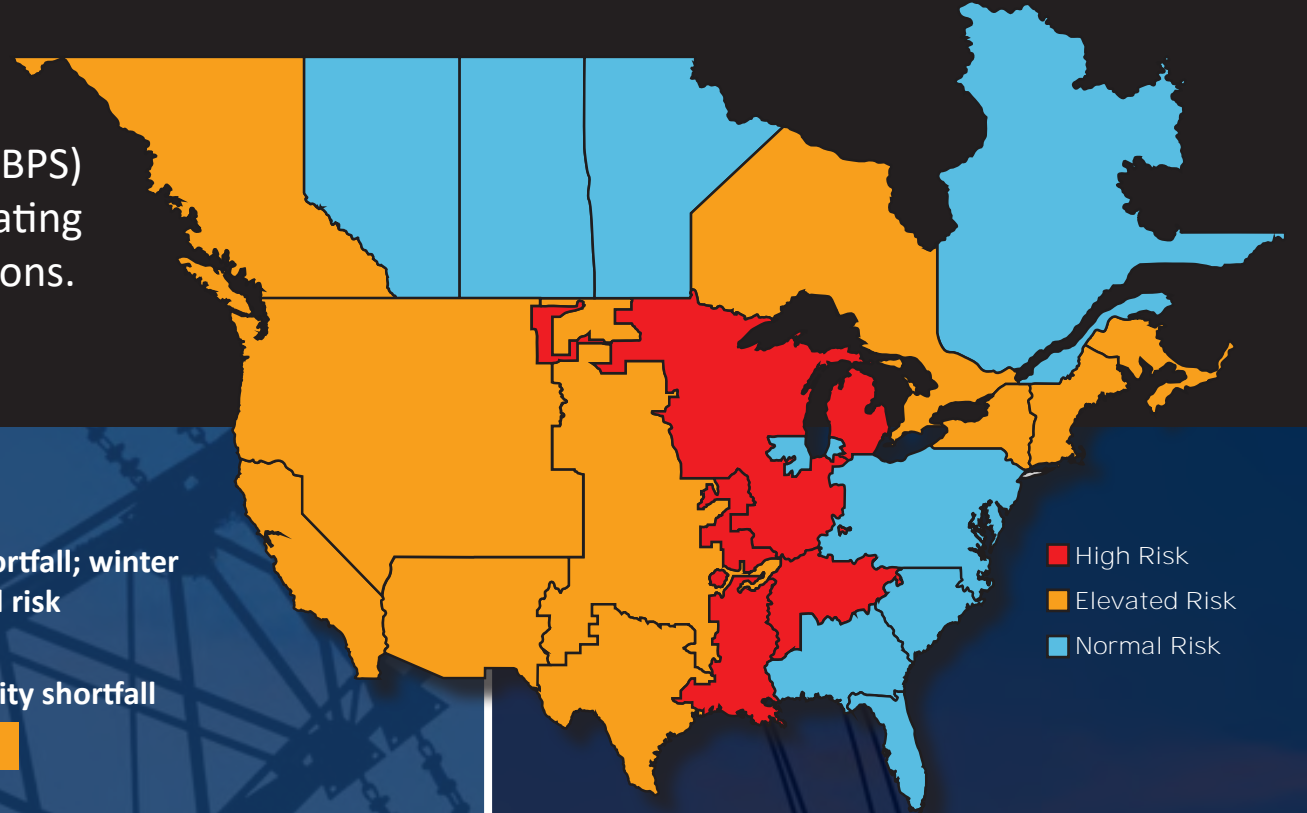 BPS)
ating
ons.
ortfall; winter
l risk
ity shortfall
High Risk
Elevated Risk
Normal Risk